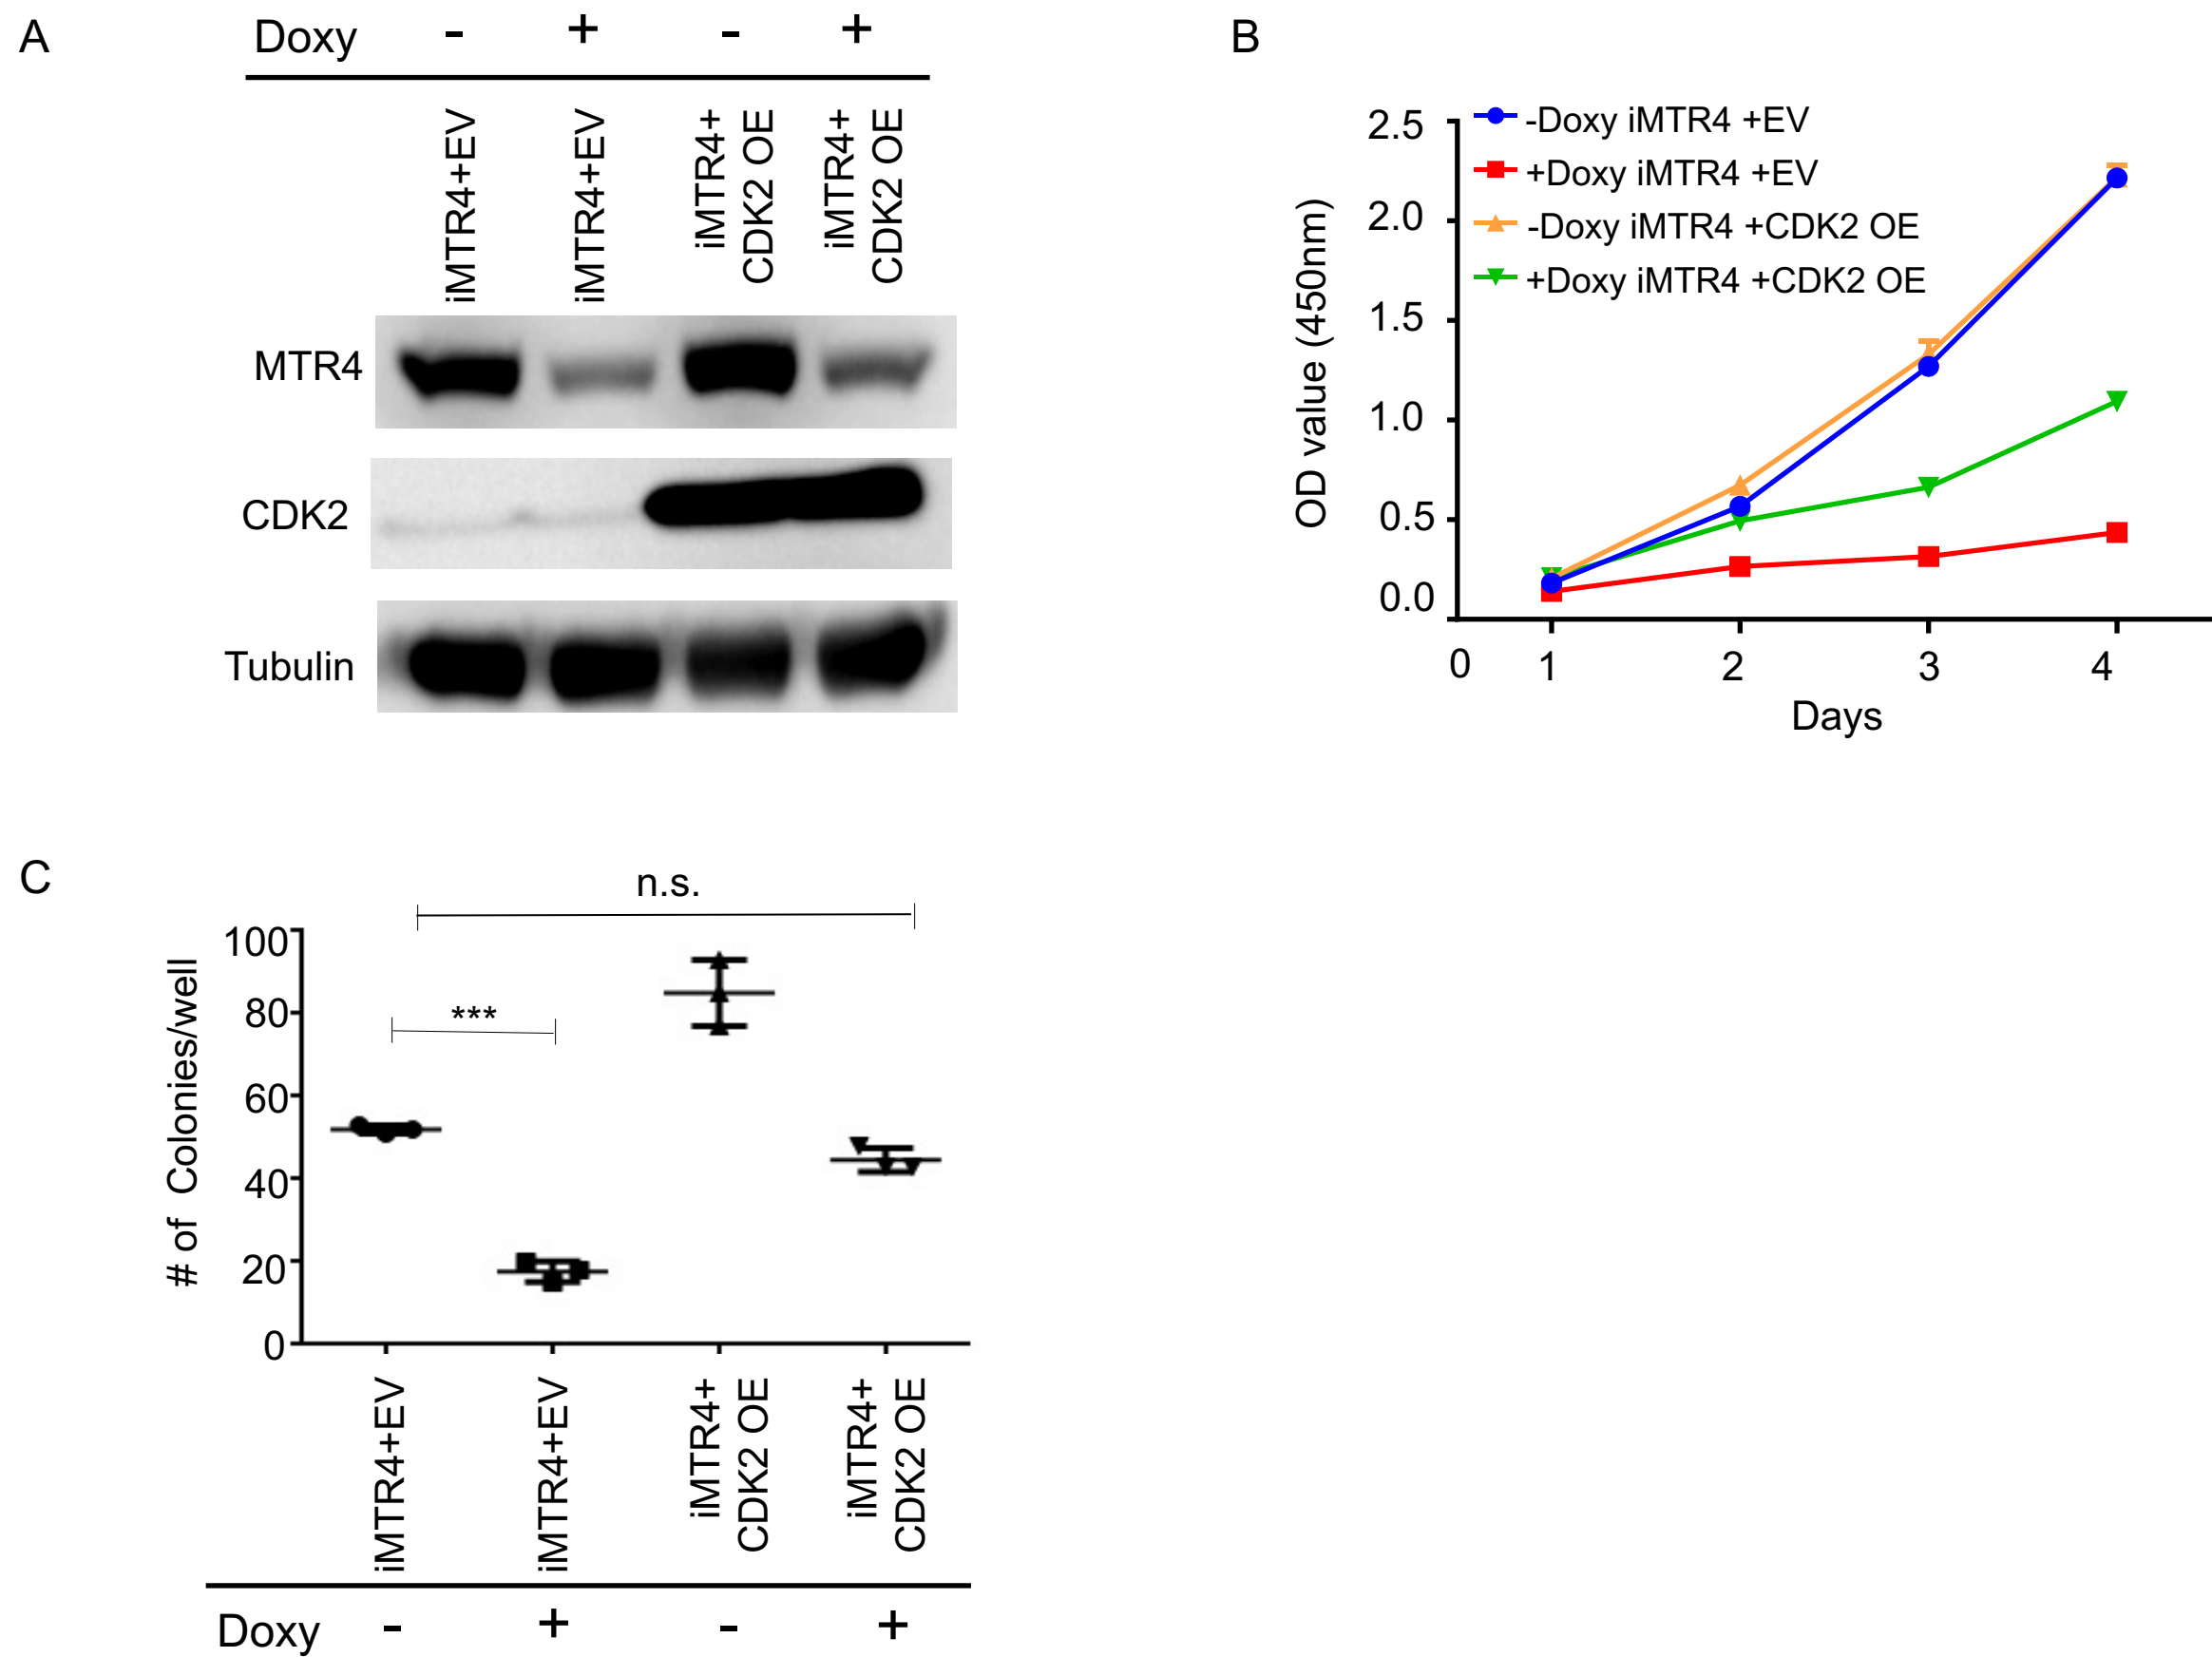 A
Doxy - + - +
iMTR4+EV
iMTR4+EV
iMTR4+
CDK2 OE
iMTR4+
CDK2 OE
MTR4
CDK2
Tubulin
B
OD value (450nm)
2.5
2.0
1.5
1.0
0.5
0.0
-Doxy iMTR4 +EV
+Doxy iMTR4 +EV
-Doxy iMTR4 +CDK2 OE
+Doxy iMTR4 +CDK2 OE
0 1 2 3 4
Days
C
n.s.
***
# of Colonies/well
100
80
60
40
20
0
iMTR4+EV
iMTR4+EV
iMTR4+
CDK2 OE
iMTR4+
CDK2 OE
Doxy - + - +